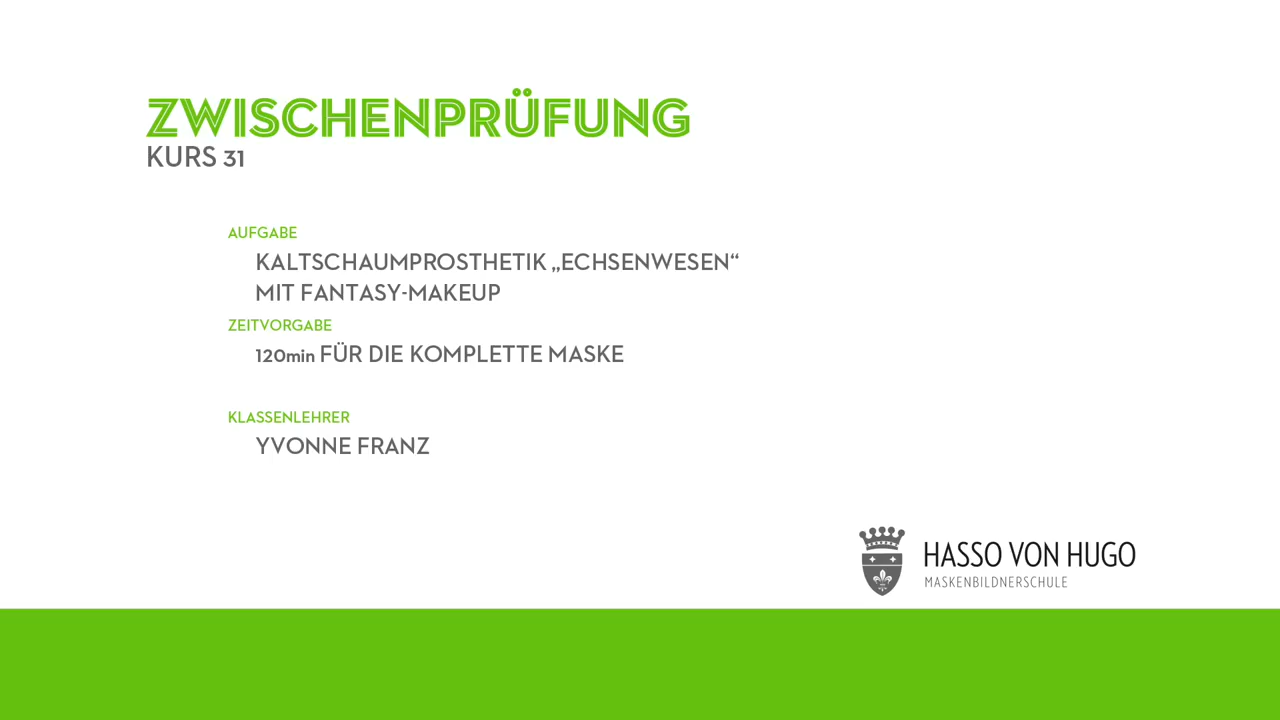 ZWISCHENPRÜFUNG
KURS 31
AUFGABE
KALTSCHAUMPROSTHETIK „ECHSENWESEN“
MIT FANTASY-MAKEUP
ZEITVORGABE
120min FÜR DIE KOMPLETTE MASKE
KLASSENLEHRER
YVONNE FRANZ
HASSO VON HUGO
MASKENBILDNERSCHULE